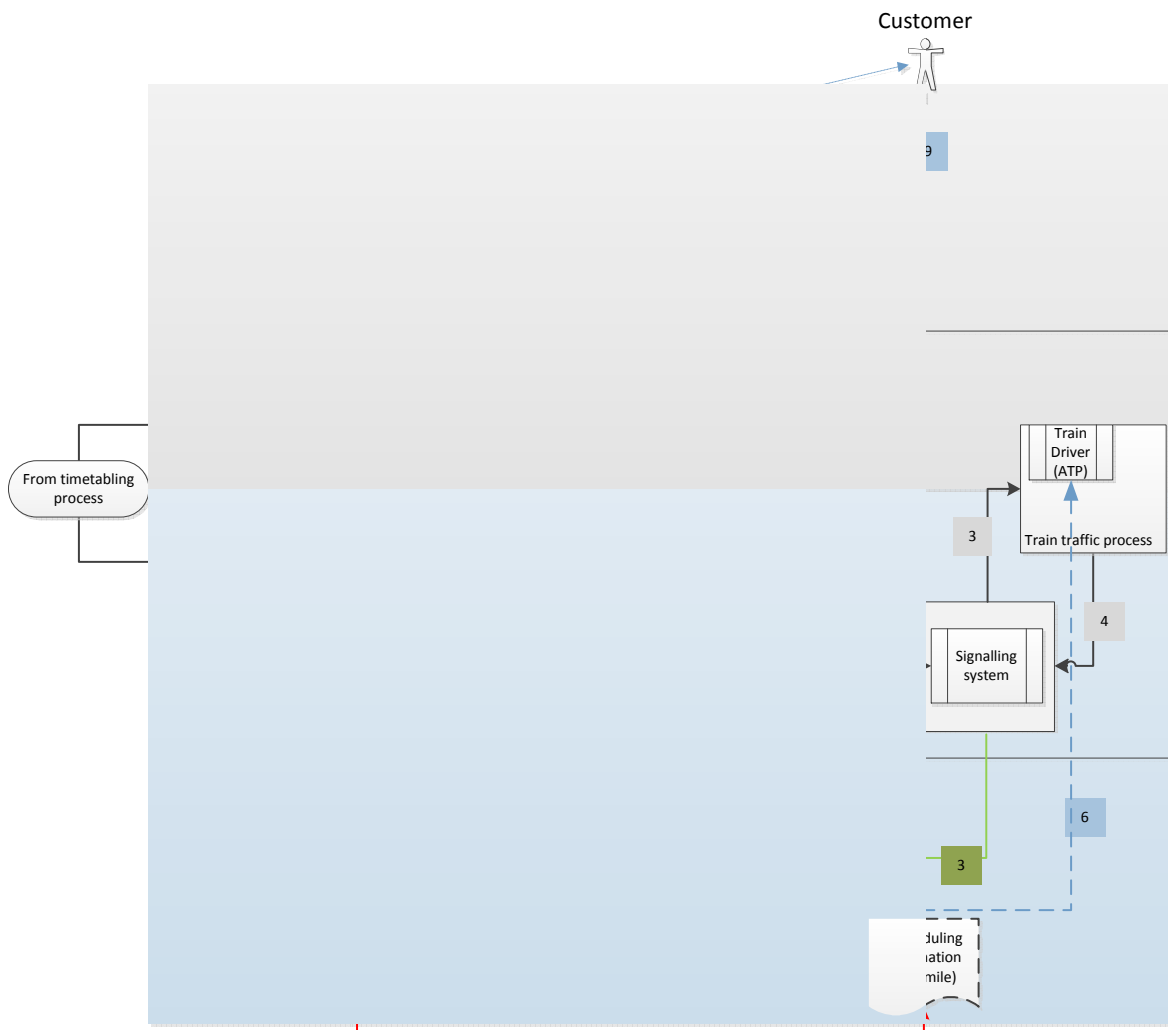 Customer
9
Train
Driver
(ATP)
From timetabling
process
3
Train traffic process
4
Signalling
system
6
3
duling
mile)